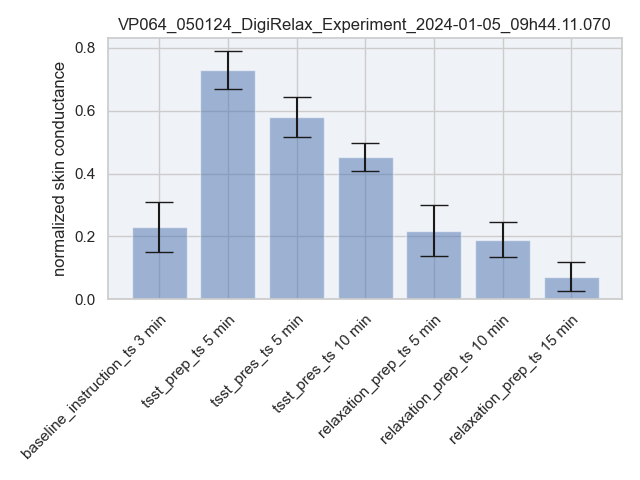 VP064_050124_DigiRelax_Experiment_2024-01-05_09h44.11.070
normalized skin conductance
0.8
0.6
0.4
0.2
0.0
baseline_instruction_ts 3 min
tsst_prep_ts 5 min
tsst_pres_ts 5 min
tsst_pres_ts 10 min
relaxation_prep_ts 5 min
relaxation_prep_ts 10 min
relaxation_prep_ts 15 min